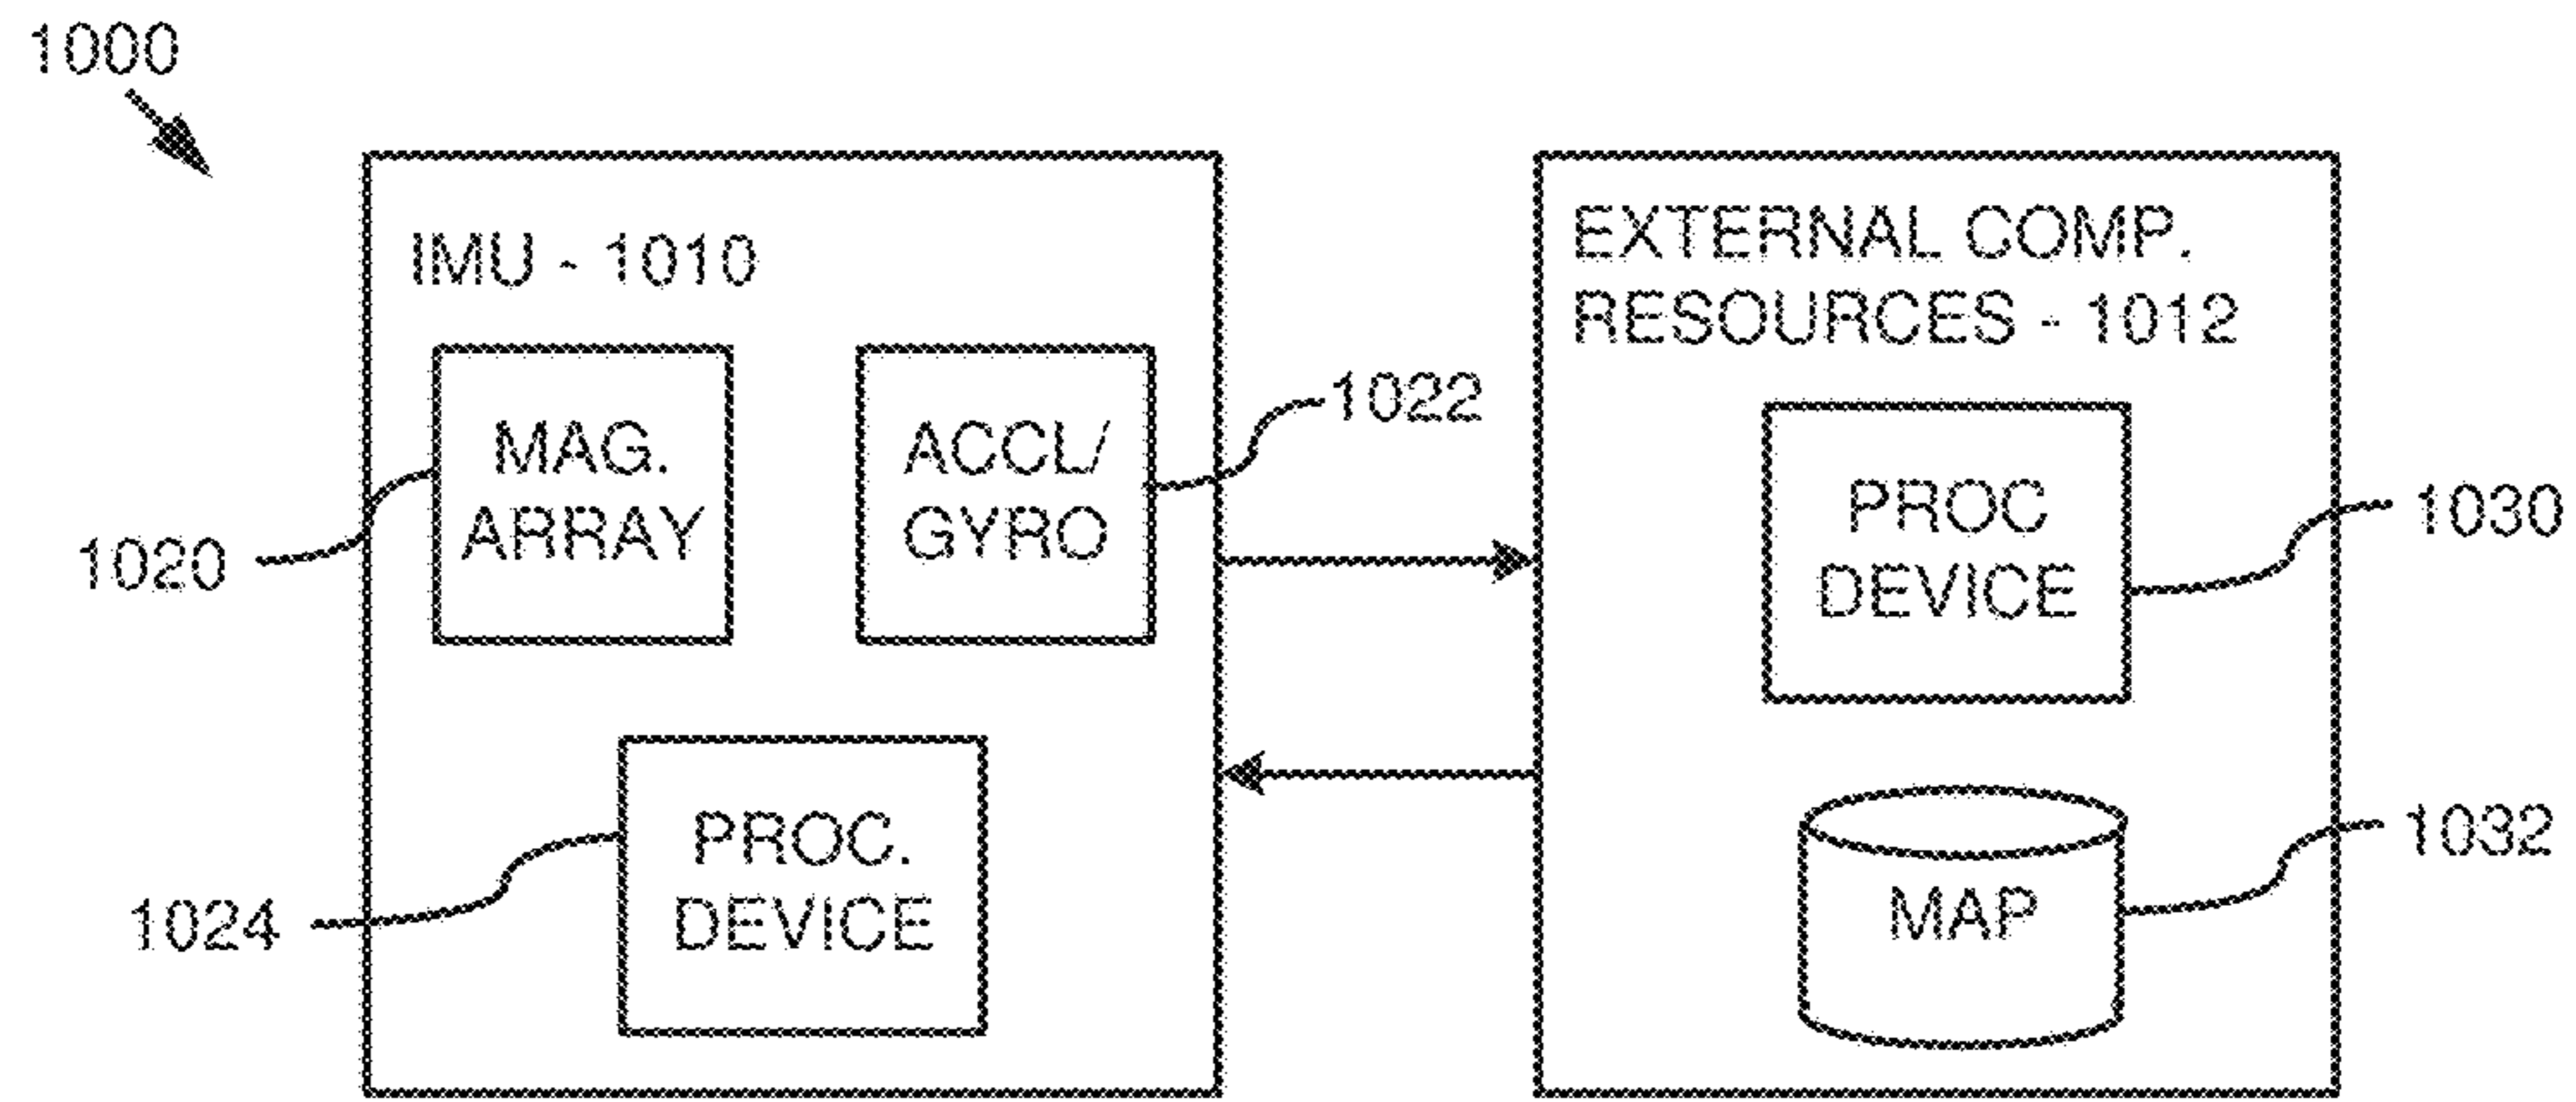 1000
IMU - 1010
MAG.
ARRAY
1020
ACCL/
GYRO
1022
PROC.
DEVICE
1024
EXTERNAL COMP.
RESOURCES - 1012
PROC
DEVICE
1030
MAP
1032